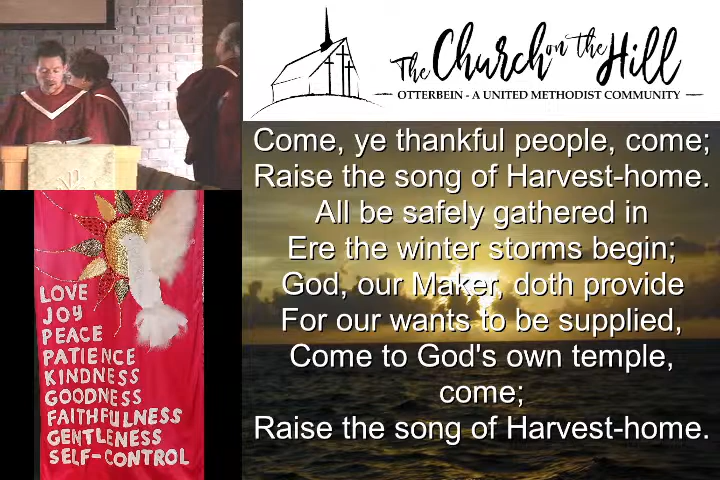 The Church on the Hill
OTTERBEIN - A UNITED METHODIST COMMUNITY
Come, ye thankful people, come;
Raise the song of Harvest-home.
All be safely gathered in
Ere the winter storms begin;
God, our Maker, doth provide
For our wants to be supplied,
Come to God's own temple,
come;
Raise the song of Harvest-home.
LOVE
JOY
PEACE
PATIENCE
KINDNESS
GOODNESS
FAITHFULNESS
GENTLENESS
SELF-CONTROL